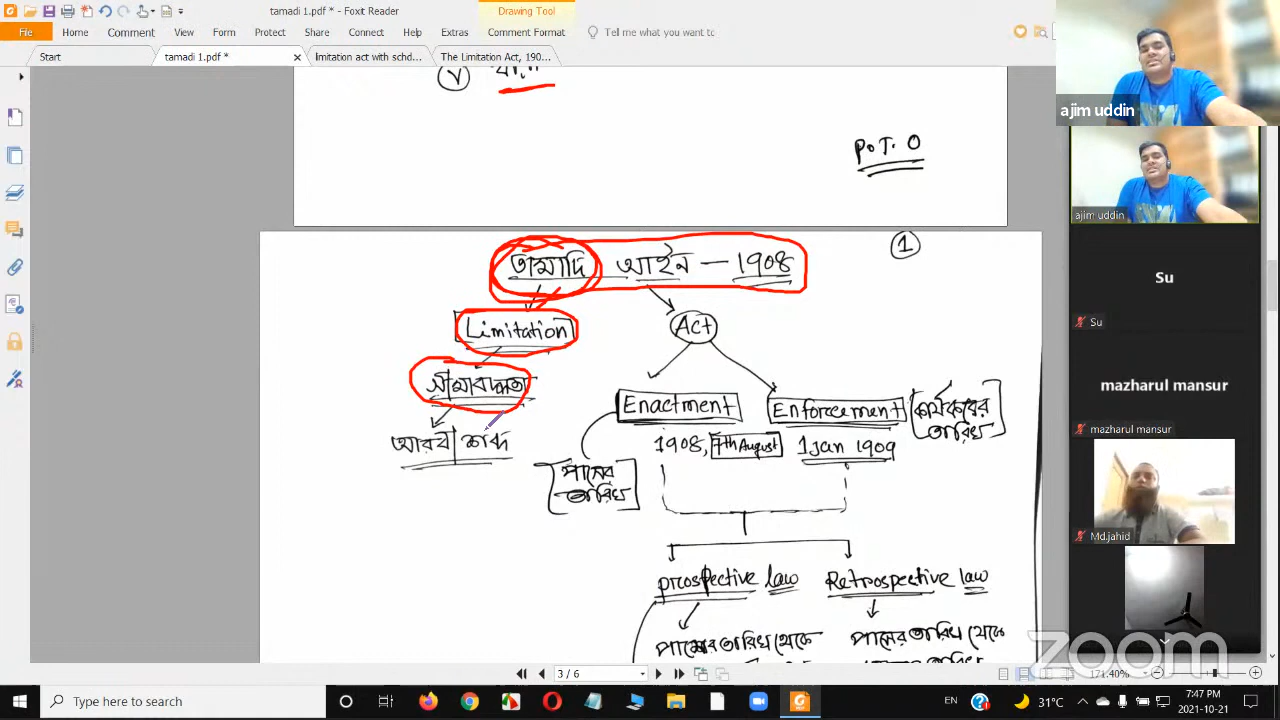 tamadi 1.pdf * - Foxit Reader
Drawing Tool
File Home Comment View Form Protect Share Connect Help Extras Comment Format Tell me what you want to
Start tamadi 1.pdf * limitation act with schd... The Limitation Act, 190...
ajim uddin
P.T.O
1
তামাদি আইন — 1908
Limitation
Act
সীমাবদ্ধতা
Enactment
Enforcement
কার্যকরের তারিখ
আরবী শব্দ
1908, 7th August
1 Jan 1909
পাসের
তারিখ
prospective law
Retrospective law
পাসের তারিখ থেকে
পাসের তারিখ থেকে
ajim uddin
Su
Su
mazharul mansur
mazharul mansur
Md.jahid
zoom
3 / 6
171.40%
Type here to search
31°C
EN
7:47 PM
2021-10-21